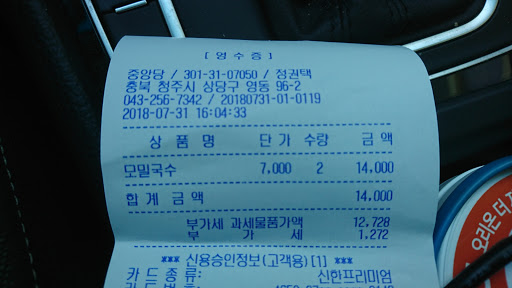 [ 영수증 ]
중앙당 / 301-31-07050 / 정권택
충북 청주시 상당구 영동 96-2
043-256-7342 / 20180731-01-0119
2018-07-31 16:04:33
상 품 명 단 가 수량 금 액
모밀국수 7,000 2 14,000
합계 금액 14,000
부가세 과세물품가액 12,728
부 가 세 1,272
*** 신용승인정보(고객용)[1] ***
카드종류: 신한프리미엄
오리온 더